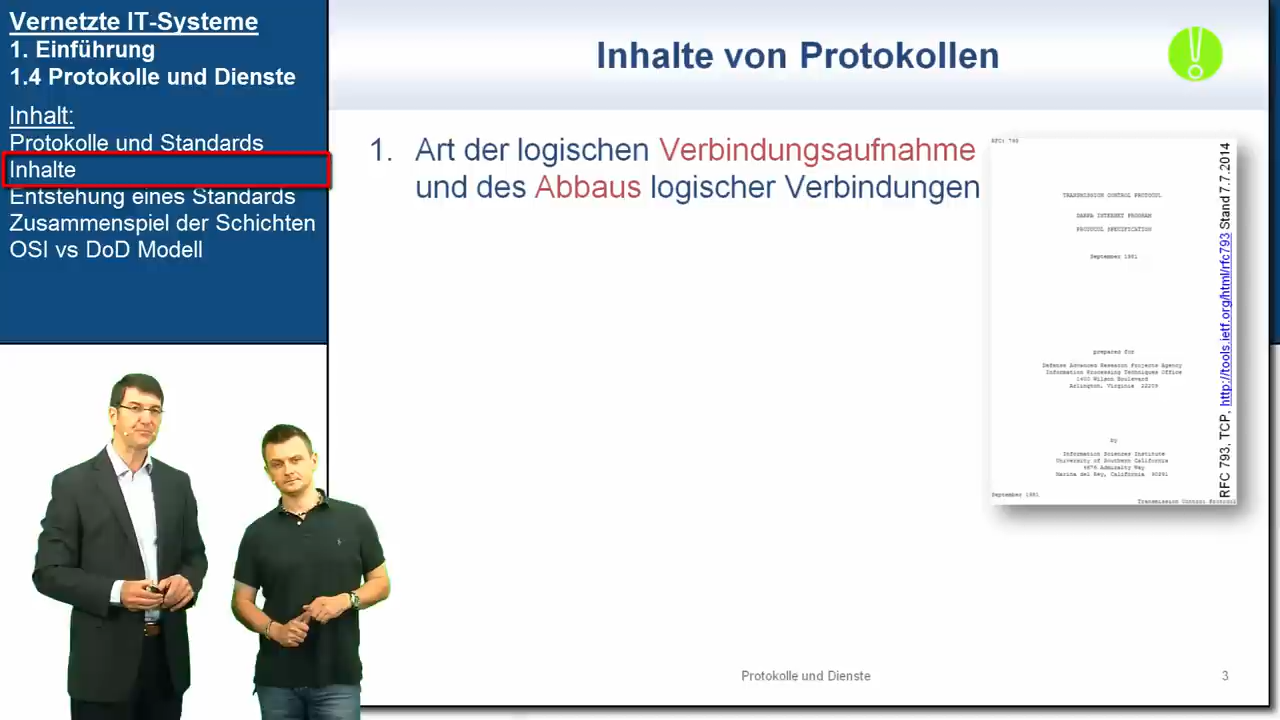 Vernetzte IT-Systeme
1. Einführung
1.4 Protokolle und Dienste
Inhalt:
Protokolle und Standards
Inhalte
Entstehung eines Standards
Zusammenspiel der Schichten
OSI vs DoD Modell
Inhalte von Protokollen
1. Art der logischen Verbindungsaufnahme
und des Abbaus logischer Verbindungen
RFC: 793
TRANSMISSION CONTROL PROTOCOL
DARPA INTERNET PROGRAM
PROTOCOL SPECIFICATION
September 1981
prepared for
Defense Advanced Research Projects Agency
Information Processing Techniques Office
1400 Wilson Boulevard
Arlington, Virginia 22209
by
Information Sciences Institute
University of Southern California
4676 Admiralty Way
Marina del Rey, California 90291
September 1981
Transmission Control Protocol
RFC 793, TCP, http://tools.ietf.org/html/rfc793 Stand 7.7.2014
Protokolle und Dienste
3